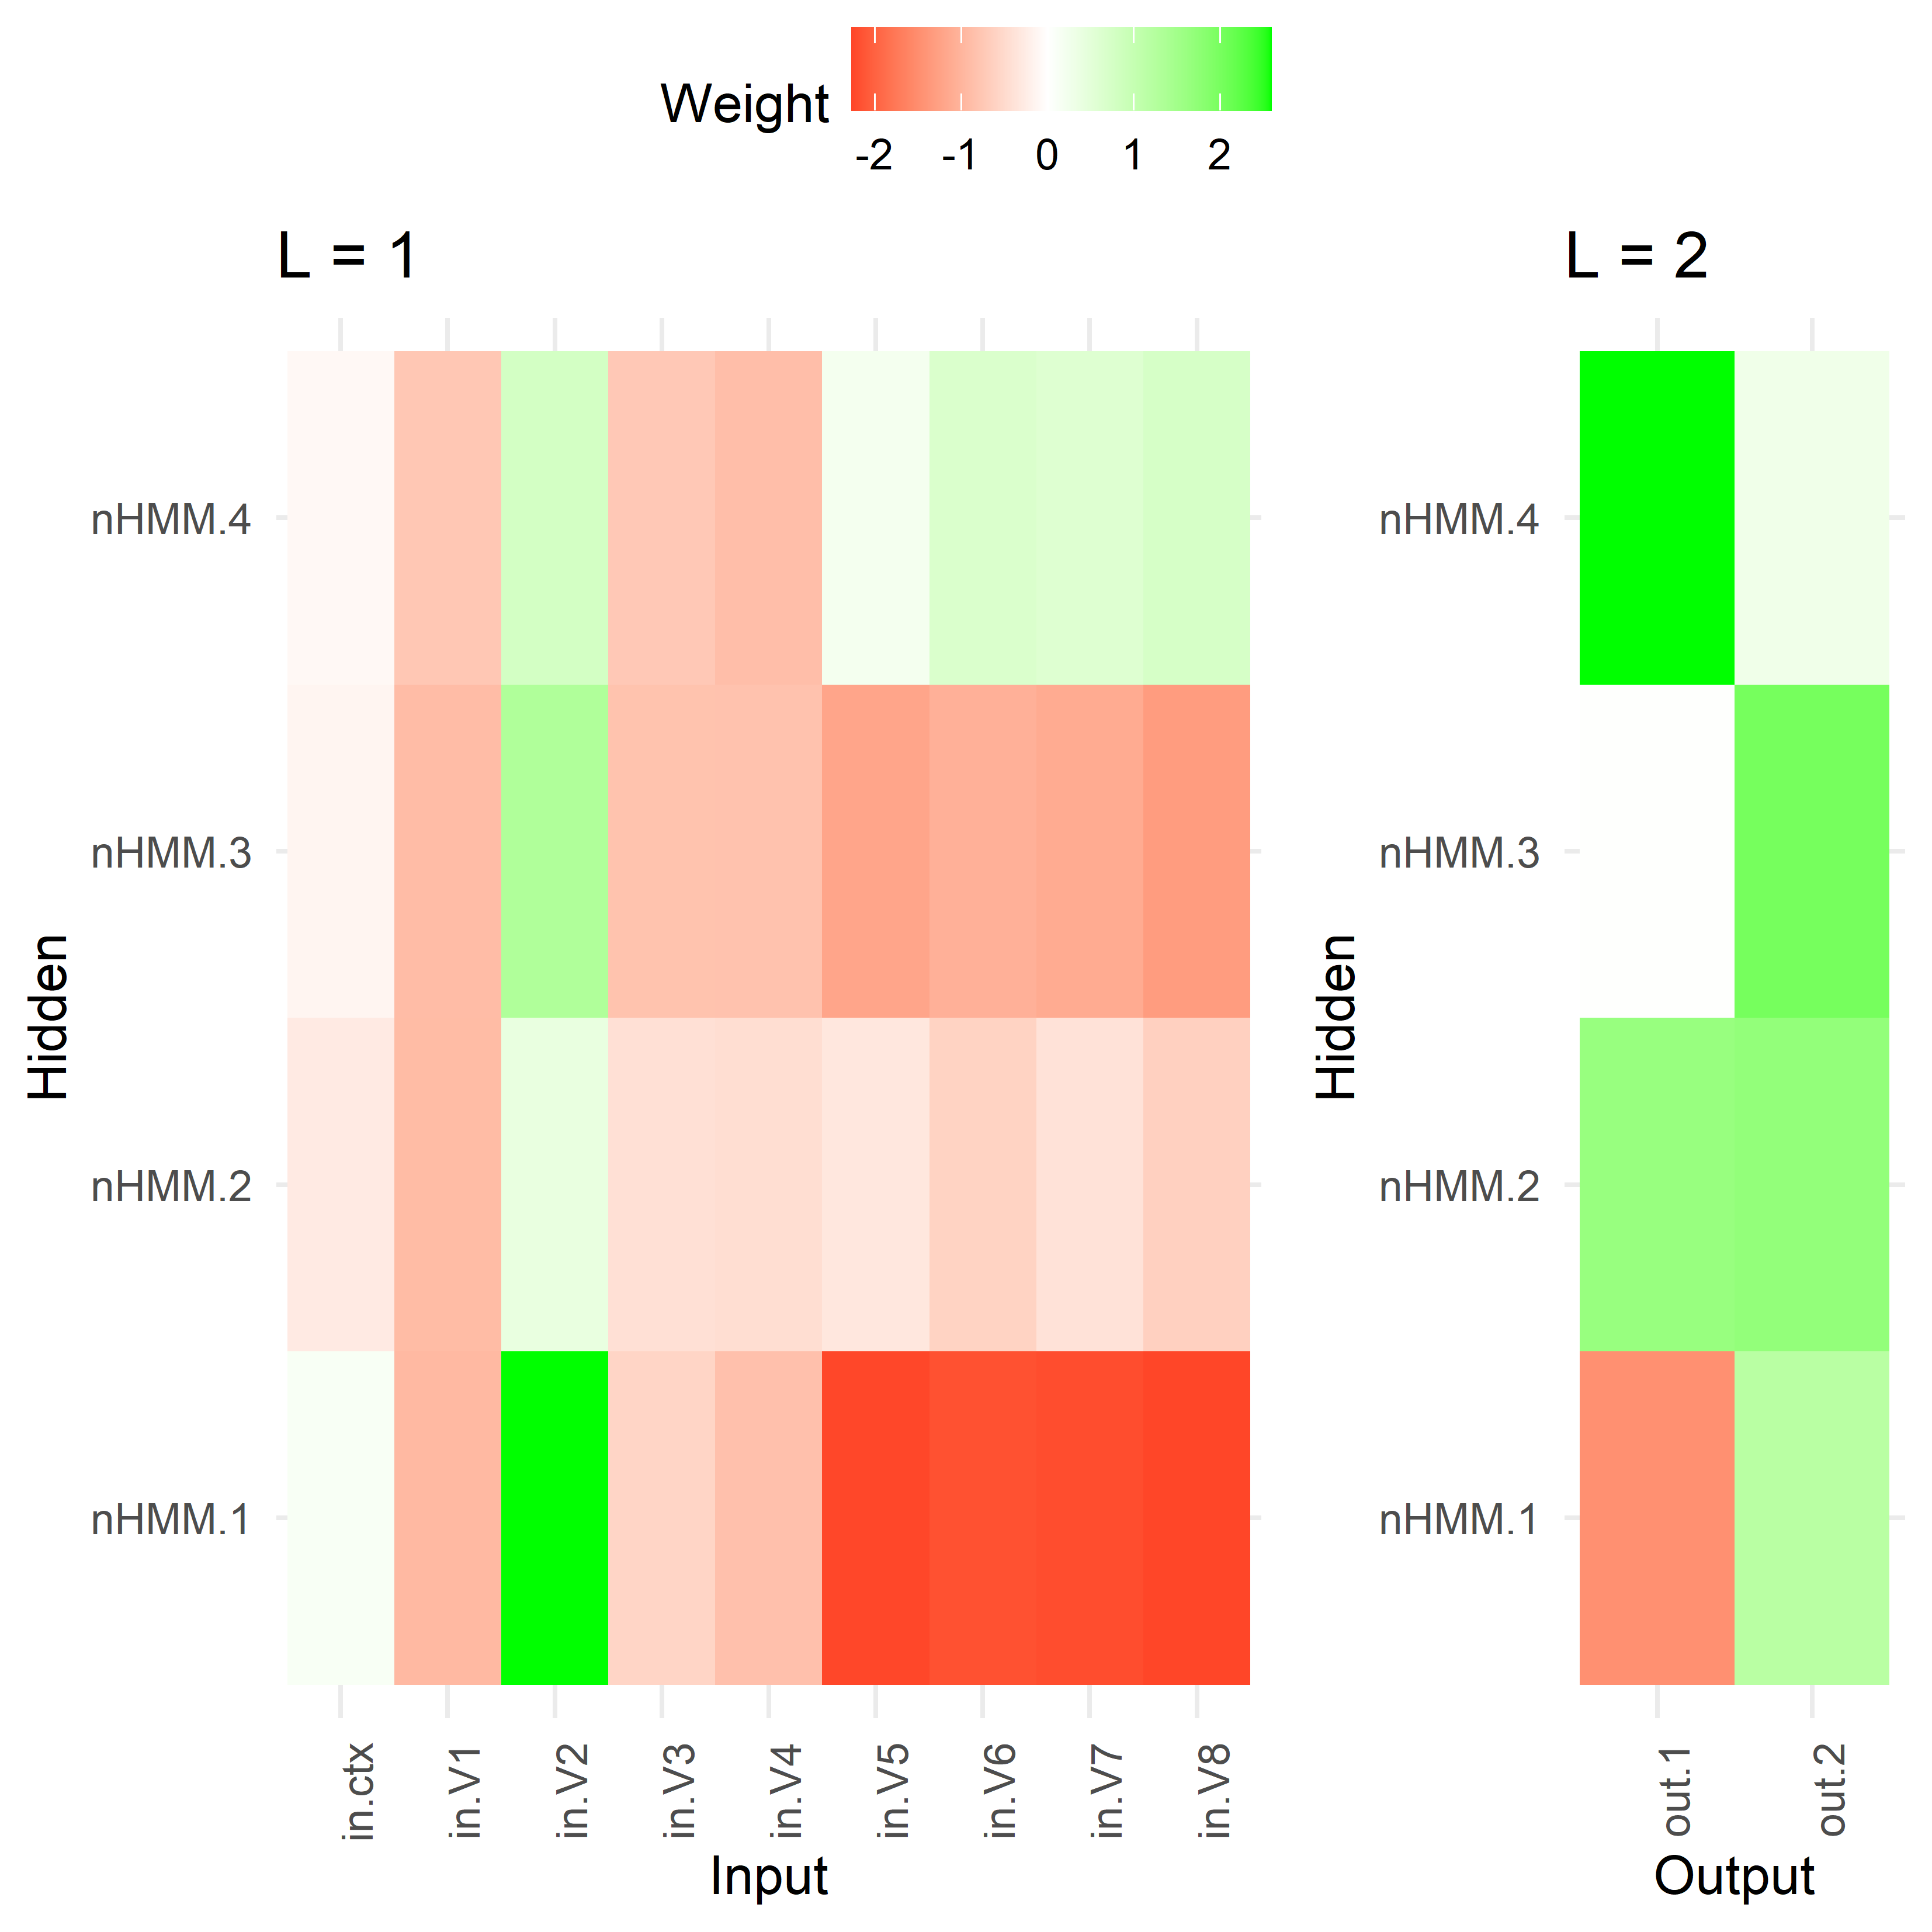 Weight
-2 -1 0 1 2
L = 1
nHMM.4
nHMM.3
nHMM.2
nHMM.1
Hidden
in.ctx in.V1 in.V2 in.V3 in.V4 in.V5 in.V6 in.V7 in.V8
Input
L = 2
nHMM.4
nHMM.3
nHMM.2
nHMM.1
Hidden
out.1 out.2
Output